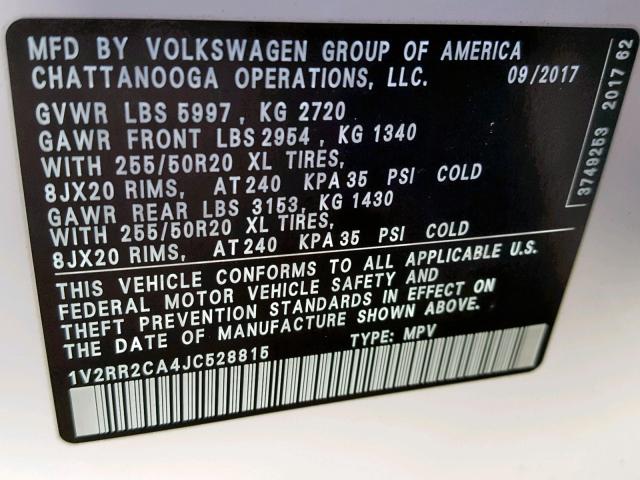 MFD BY VOLKSWAGEN GROUP OF AMERICA
CHATTANOOGA OPERATIONS, LLC. 09/2017
GVWR LBS 5997, KG 2720
GAWR FRONT LBS 2954, KG 1340
WITH 255/50R20 XL TIRES,
8JX20 RIMS, AT 240 KPA 35 PSI COLD
GAWR REAR LBS 3153, KG 1430
WITH 255/50R20 XL TIRES,
8JX20 RIMS, AT 240 KPA 35 PSI COLD
THIS VEHICLE CONFORMS TO ALL APPLICABLE U.S.
FEDERAL MOTOR VEHICLE SAFETY AND
THEFT PREVENTION STANDARDS IN EFFECT ON
THE DATE OF MANUFACTURE SHOWN ABOVE.
1V2RR2CA4JC528815 TYPE: MPV
3749253 2017 62